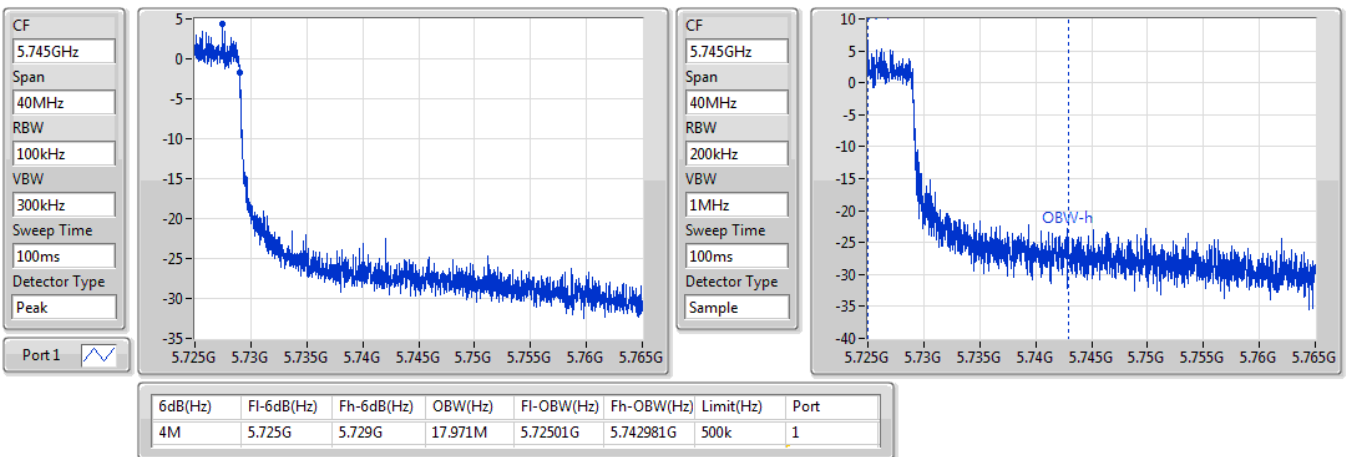 CF
5.745GHz
Span
40MHz
RBW
100kHz
VBW
300kHz
Sweep Time
100ms
Detector Type
Peak
Port 1
5
0
-5
-10
-15
-20
-25
-30
-35
5.725G 5.73G 5.735G 5.74G 5.745G 5.75G 5.755G 5.76G 5.765G
CF
5.745GHz
Span
40MHz
RBW
200kHz
VBW
1MHz
Sweep Time
100ms
Detector Type
Sample
10
5
0
-5
-10
-15
-20
-25
-30
-35
-40
OBW-h
5.725G 5.73G 5.735G 5.74G 5.745G 5.75G 5.755G 5.76G 5.765G
6dB(Hz) Fl-6dB(Hz) Fh-6dB(Hz) OBW(Hz) Fl-OBW(Hz) Fh-OBW(Hz) Limit(Hz) Port
4M 5.725G 5.729G 17.971M 5.72501G 5.742981G 500k 1